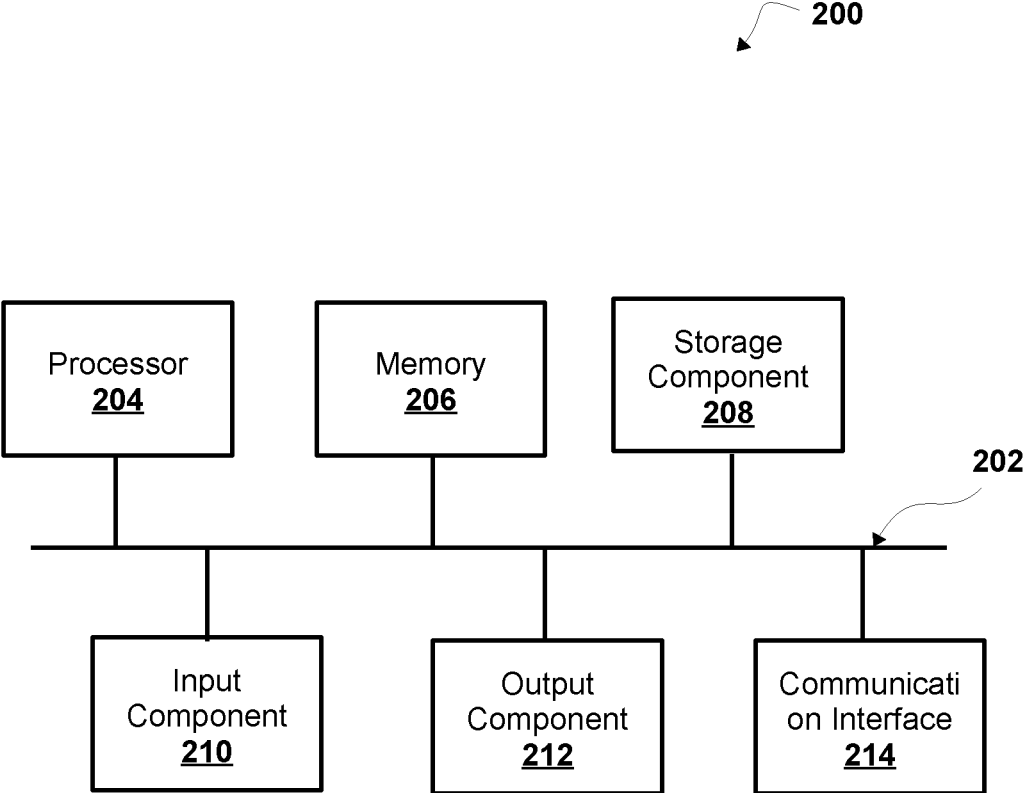 200
Processor
204
Memory
206
Storage
Component
208
202
Input
Component
210
Output
Component
212
Communicati
on Interface
214